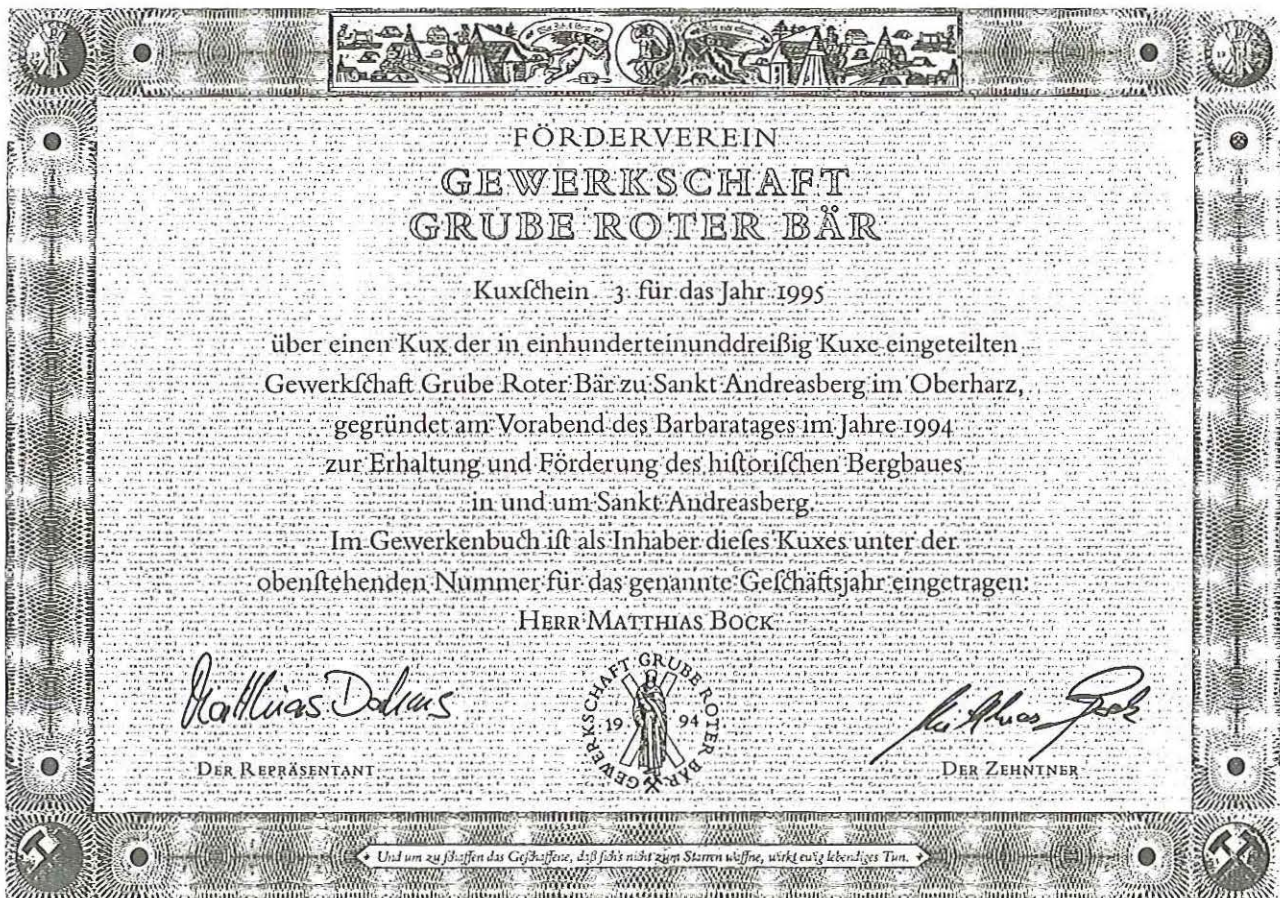 FÖRDERVEREIN
GEWERKSCHAFT
GRUBE ROTER BÄR
Kuxſchein 3 für das Jahr 1995
über einen Kux der in einhunderteinunddreißig Kuxe eingeteilten
Gewerkſchaft Grube Roter Bär zu Sankt Andreasberg im Oberharz,
gegründet am Vorabend des Barbaratages im Jahre 1994
zur Erhaltung und Förderung des hiſtoriſchen Bergbaues
in und um Sankt Andreasberg.
Im Gewerkenbuch iſt als Inhaber dieſes Kuxes unter der
obenſtehenden Nummer für das genannte Geſchäftsjahr eingetragen:
HERR MATTHIAS BOCK
GEWERKSCHAFT GRUBE ROTER BÄR
19 94
DER REPRÄSENTANT
DER ZEHNTNER
Und um zu ſchaffen das Geſchaffene, daß ſichs nicht zum Starren waffne, wirkt ewig lebendiges Tun.